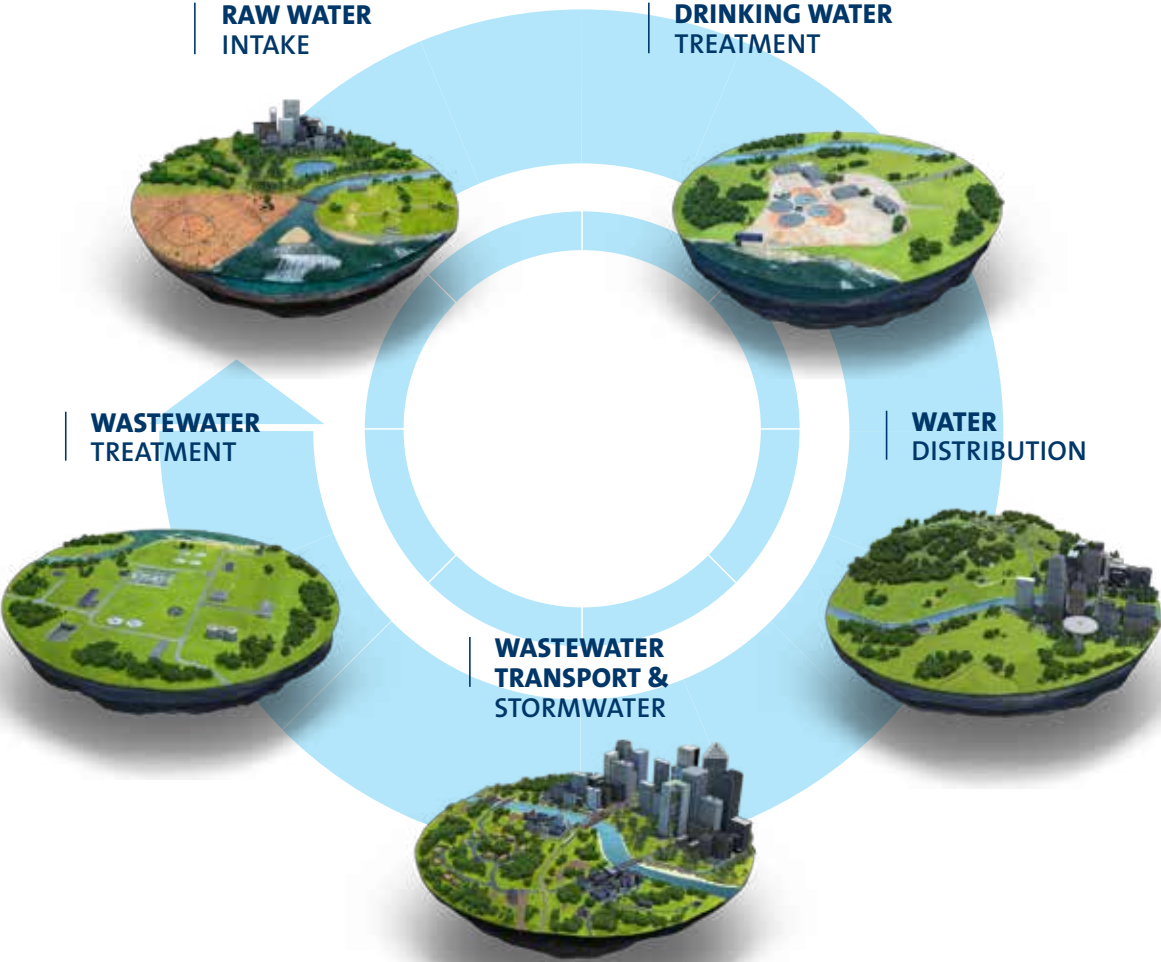 RAW WATER
INTAKE
DRINKING WATER
TREATMENT
WASTEWATER
TREATMENT
WATER
DISTRIBUTION
WASTEWATER
TRANSPORT &
STORMWATER